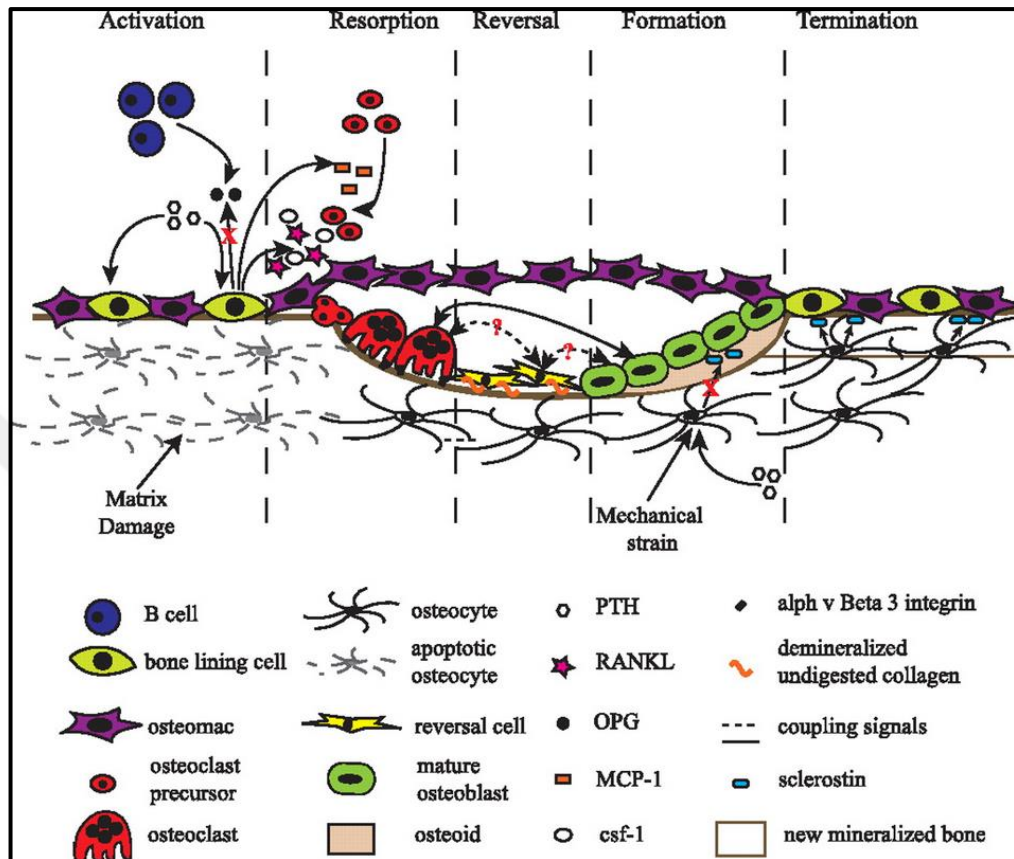 Activation Resorption Reversal Formation Termination
X
?
?
X
Matrix
Damage
Mechanical
strain
B cell
osteocyte
PTH
alph v Beta 3 integrin
bone lining cell
apoptotic
osteocyte
RANKL
demineralized
undigested collagen
osteomac
reversal cell
OPG
coupling signals
osteoclast
precursor
mature
osteoblast
MCP-1
sclerostin
osteoclast
osteoid
csf-1
new mineralized bone